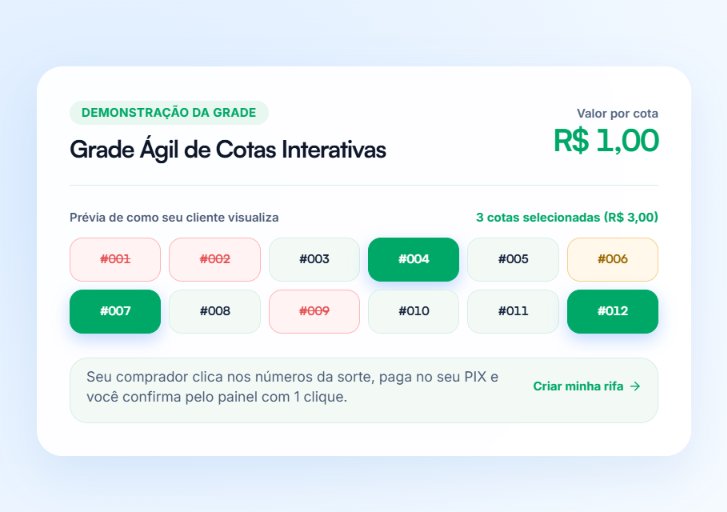 DEMONSTRAÇÃO DA GRADE
Grade Ágil de Cotas Interativas
Valor por cota
R$ 1,00
Prévia de como seu cliente visualiza
3 cotas selecionadas (R$ 3,00)
#001 #002 #003 #004 #005 #006
#007 #008 #009 #010 #011 #012
Seu comprador clica nos números da sorte, paga no seu PIX e
você confirma pelo painel com 1 clique.
Criar minha rifa →